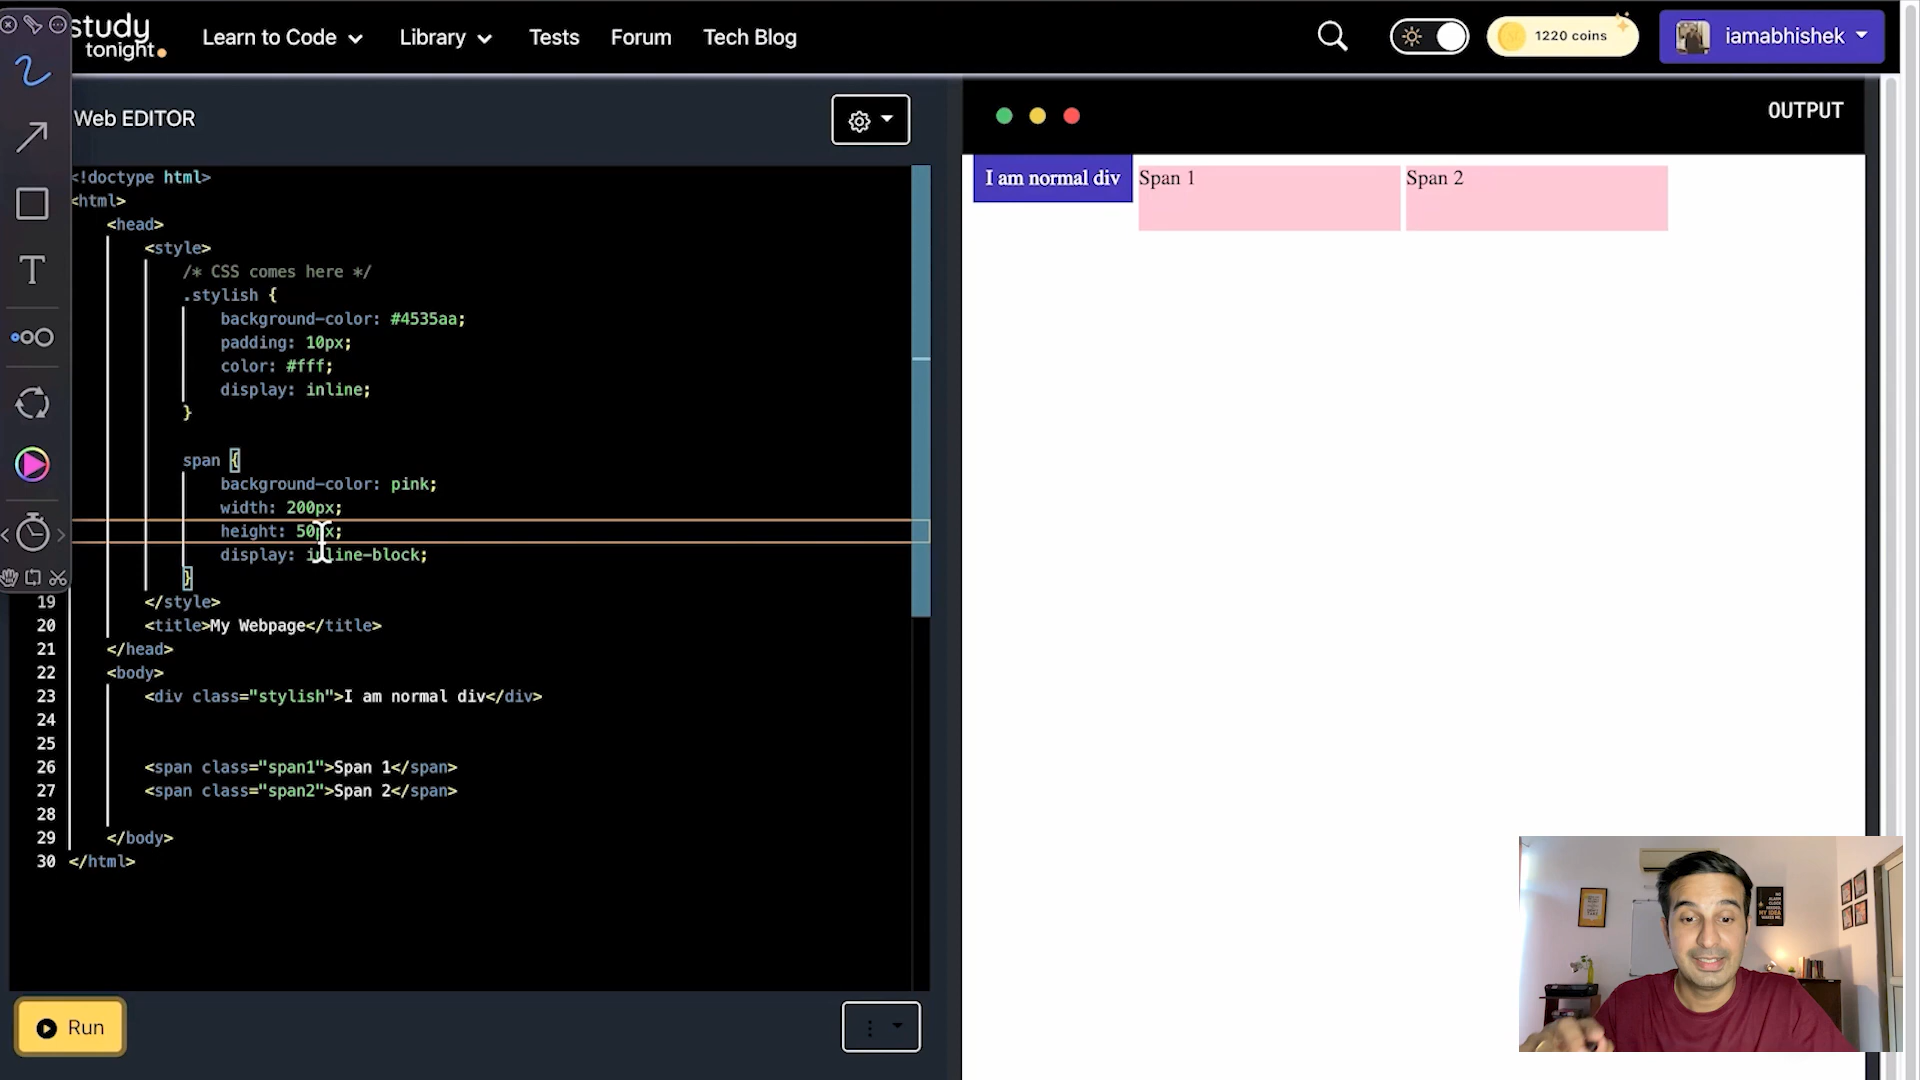 study
tonight
Learn to Code
Library
Tests
Forum
Tech Blog
1220 coins
iamabhishek
Web EDITOR
OUTPUT
<!doctype html>
<html>
<head>
<style>
/* CSS comes here */
.stylish {
background-color: #4535aa;
padding: 10px;
color: #fff;
display: inline;
}
span {
background-color: pink;
width: 200px;
height: 50px;
display: inline-block;
}
19 </style>
20 <title>My Webpage</title>
21 </head>
22 <body>
23 <div class="stylish">I am normal div</div>
24
25
26 <span class="span1">Span 1</span>
27 <span class="span2">Span 2</span>
28
29 </body>
30 </html>
Run
I am normal div
Span 1
Span 2